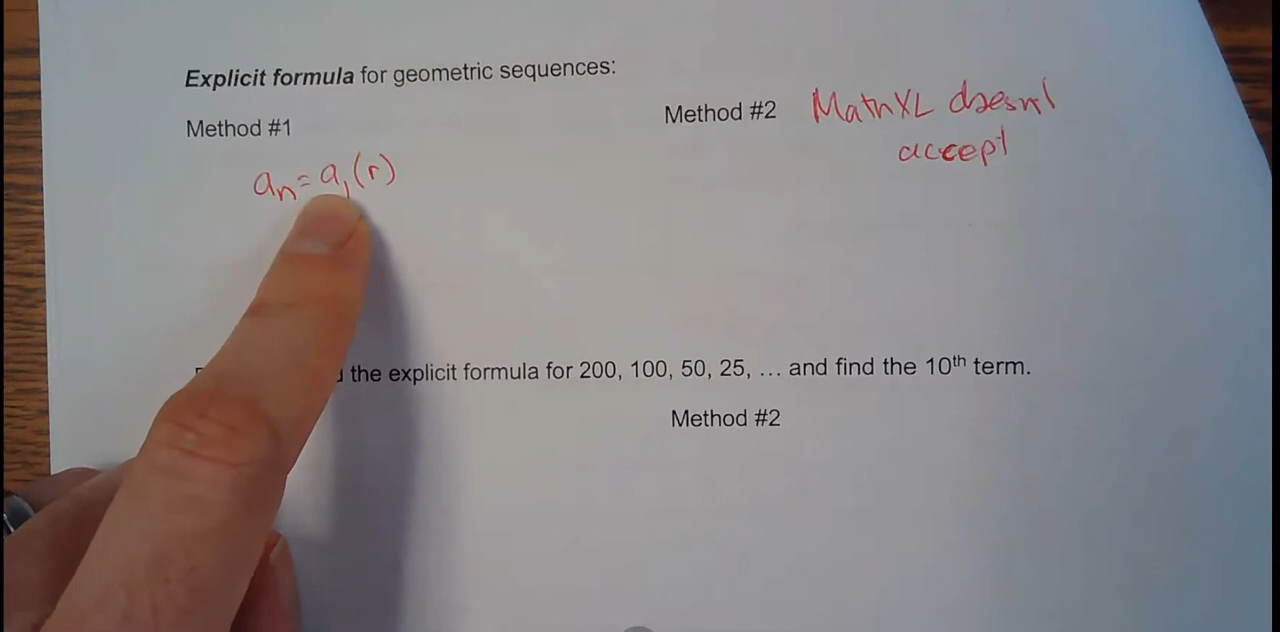 Explicit formula for geometric sequences:
Method #1
Method #2 MathXL doesn't
accept
an=a1(r)
the explicit formula for 200, 100, 50, 25, … and find the 10th term.
Method #2